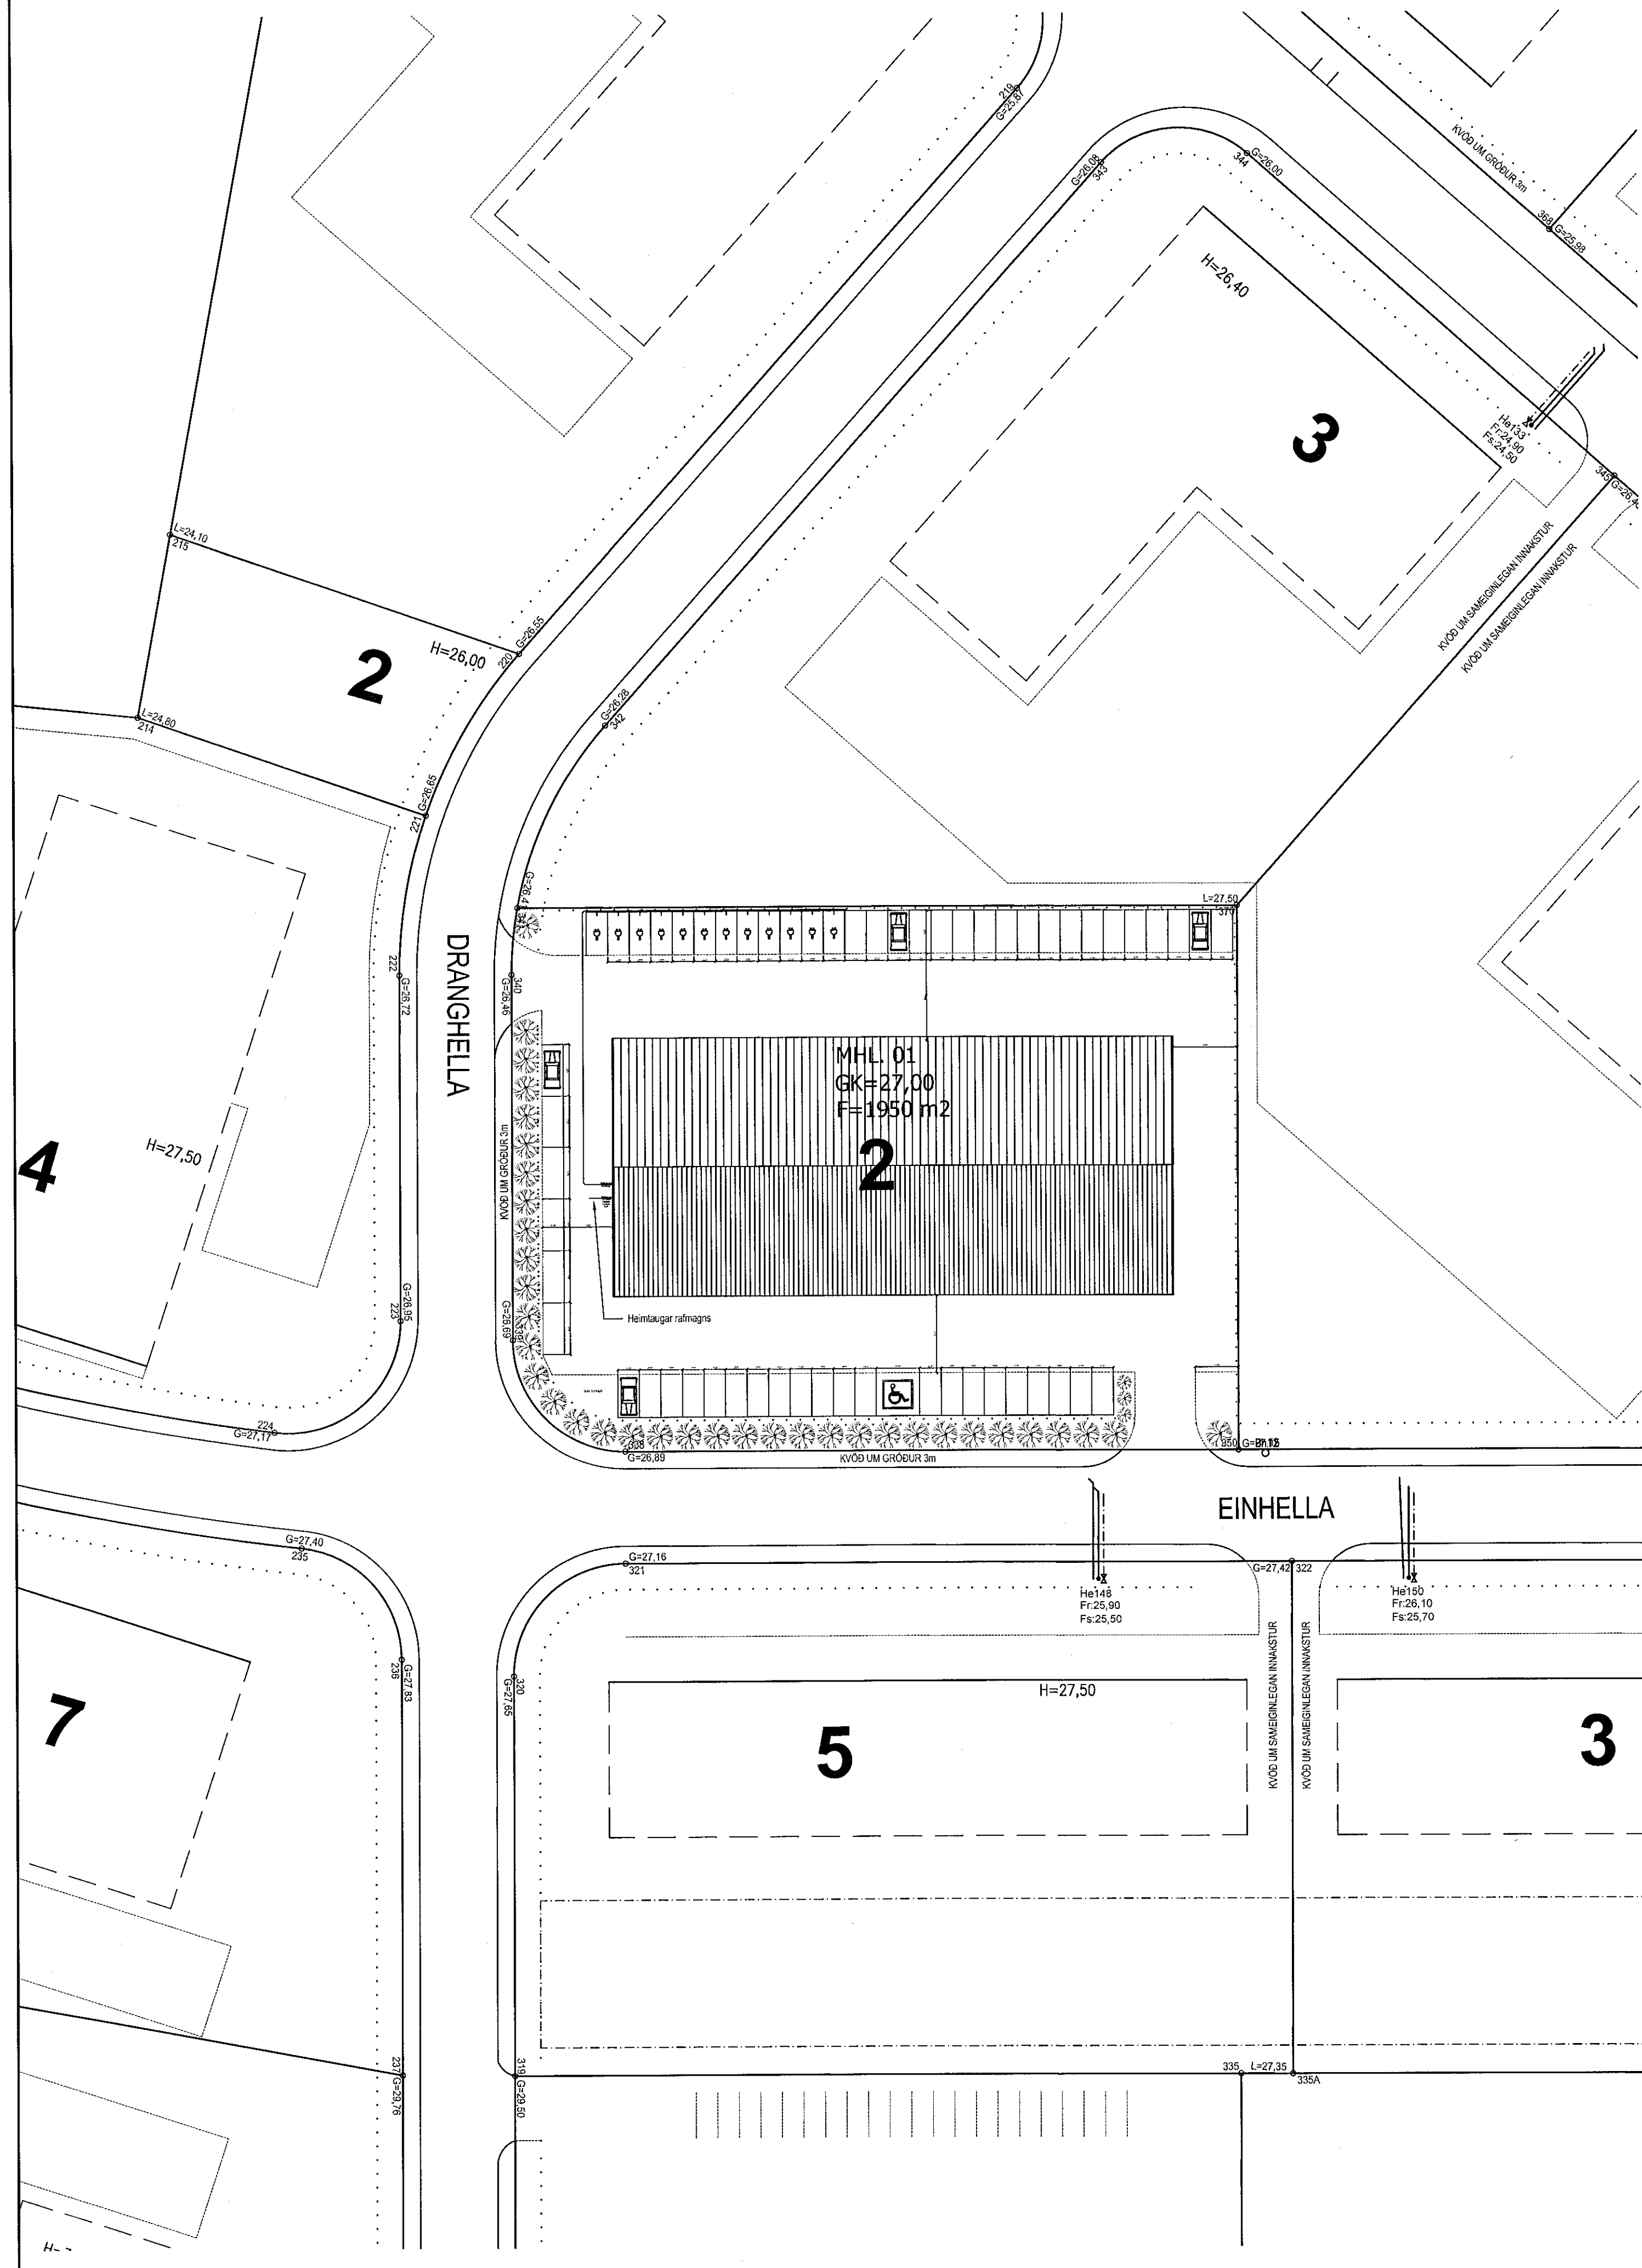 218
G=25,87
G=26,08
343
G=26,00
344
KVÖÐ UM GRÓÐUR 3m
368
G=25,98
H=26,40
3
He133
Fr:24,90
Fs:24,50
345
KVÖÐ UM SAMEIGINLEGAN INNAKSTUR
KVÖÐ UM SAMEIGINLEGAN INNAKSTUR
L=24,10
215
G=26,55
220
H=26,00
2
L=24,80
214
G=26,65
221
G=26,28
342
L=27,50
370
222
G=26,72
DRANGHELLA
340
G=26,46
MHL. 01
GK=27,00
F=1950 m2
2
KVÖÐ UM GRÓÐUR 3m
4
H=27,50
G=26,95
223
G=26,69
339
Heimtaugar rafmagns
224
G=27,17
338
G=26,89
KVÖÐ UM GRÓÐUR 3m
350
EINHELLA
G=27,40
235
G=27,16
321
G=27,42
322
He148
Fr:25,90
Fs:25,50
He150
Fr:26,10
Fs:25,70
236
G=27,83
320
G=27,65
H=27,50
KVÖÐ UM SAMEIGINLEGAN INNAKSTUR
KVÖÐ UM SAMEIGINLEGAN INNAKSTUR
7
5
3
237
G=29,76
319
G=29,50
335
L=27,35
335A